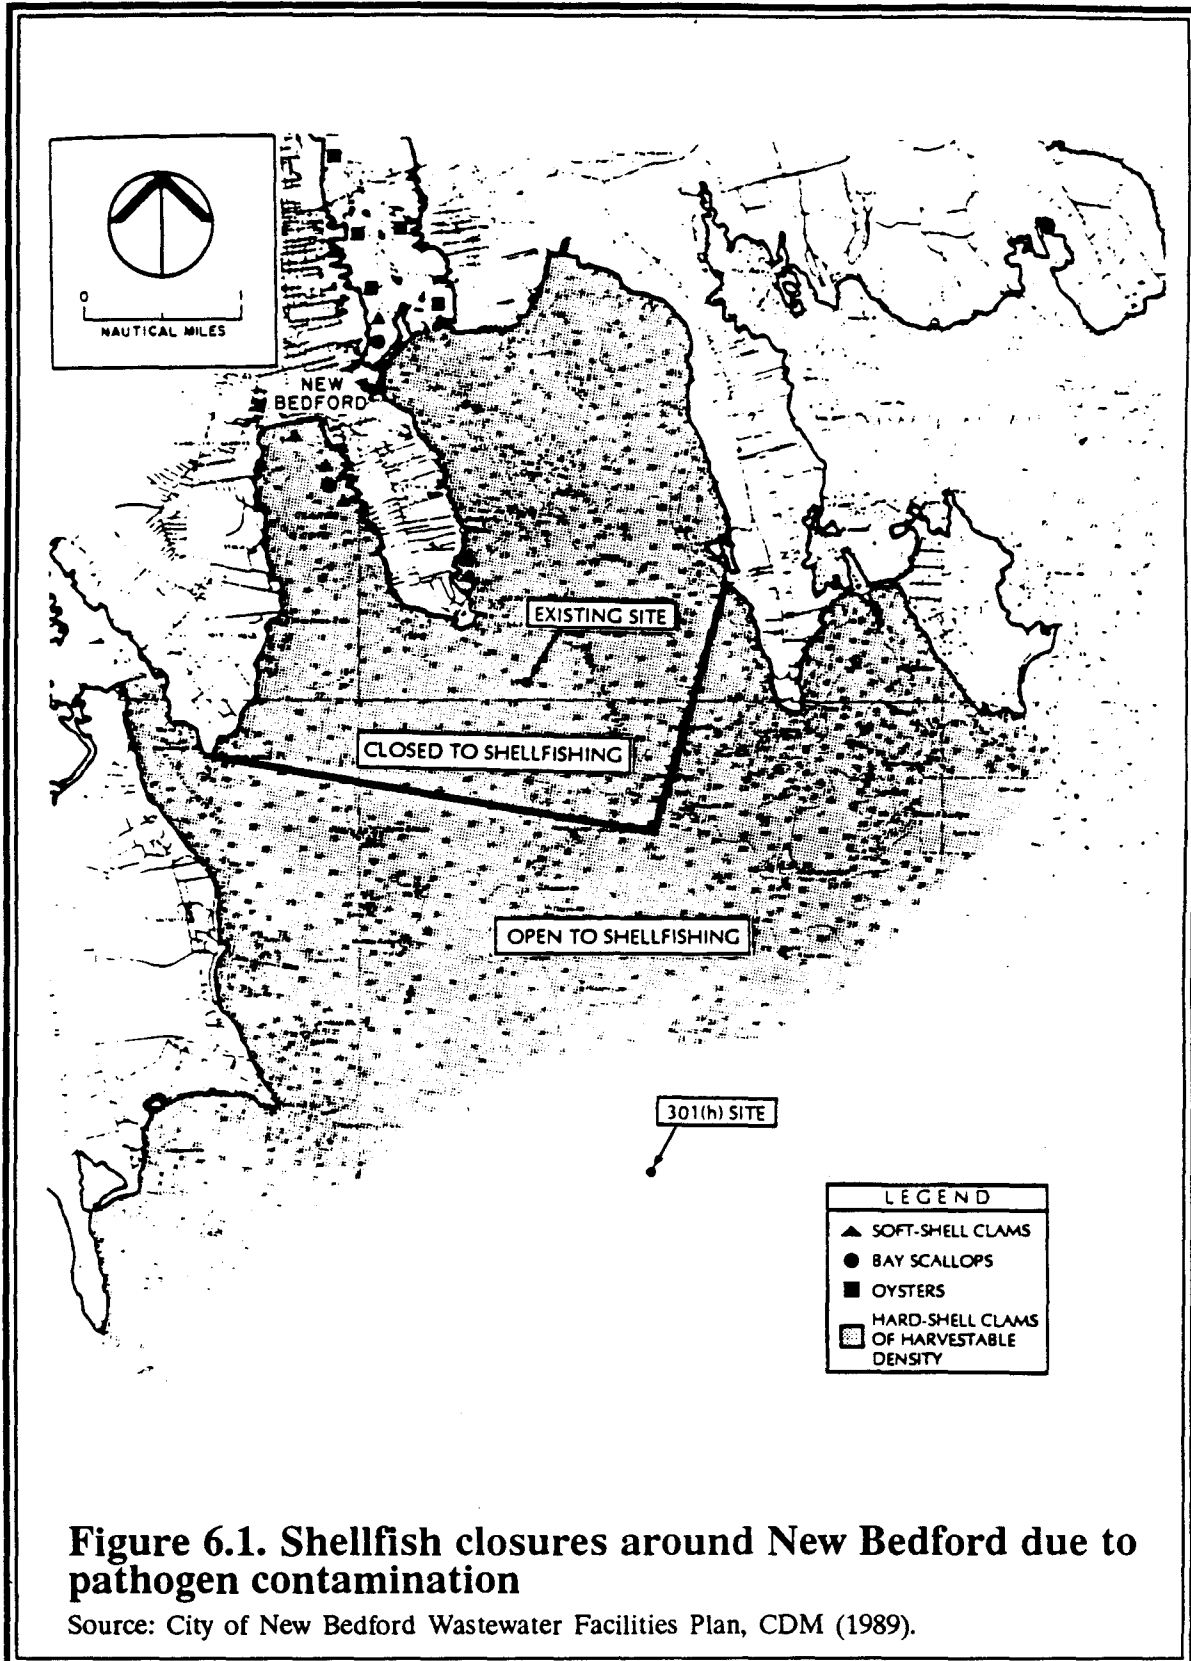 0 1
NAUTICAL MILES
NEW
BEDFORD
EXISTING SITE
CLOSED TO SHELLFISHING
OPEN TO SHELLFISHING
301(h) SITE
LEGEND
SOFT-SHELL CLAMS
BAY SCALLOPS
OYSTERS
HARD-SHELL CLAMS
OF HARVESTABLE
DENSITY
Figure 6.1. Shellfish closures around New Bedford due to
pathogen contamination
Source: City of New Bedford Wastewater Facilities Plan, CDM (1989).